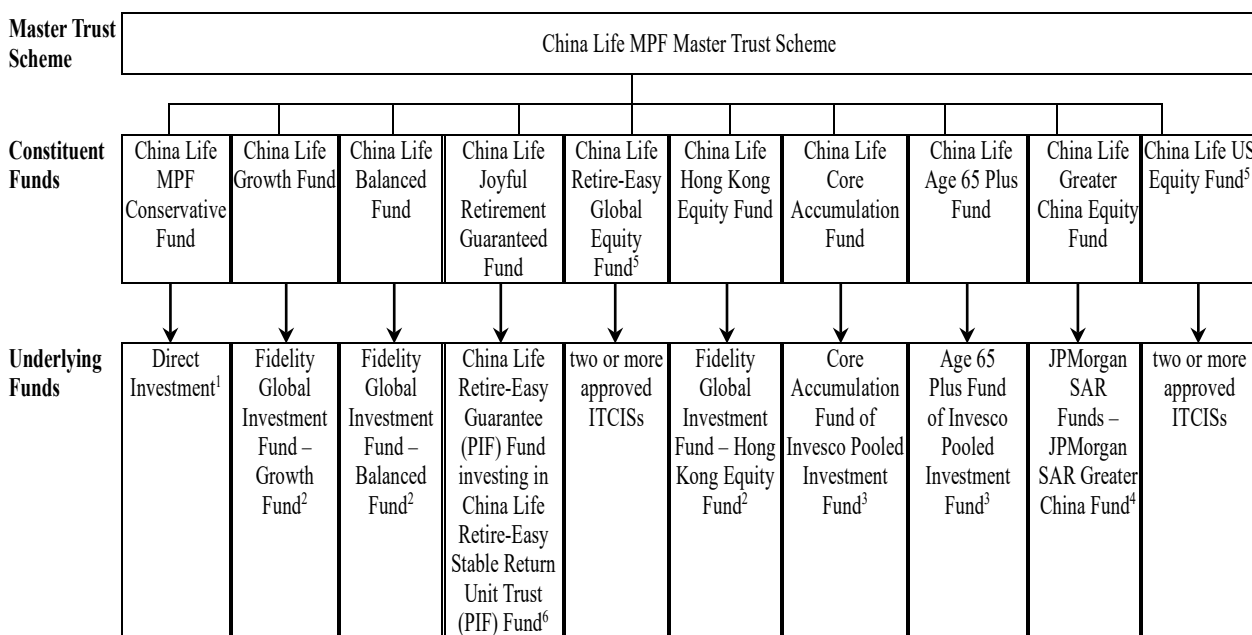 Master Trust
Scheme
China Life MPF Master Trust Scheme
Constituent
Funds
China Life
MPF
Conservative
Fund
China Life
Growth Fund
China Life
Balanced
Fund
China Life
Joyful
Retirement
Guaranteed
Fund
China Life
Retire-Easy
Global
Equity
Fund⁵
China Life
Hong Kong
Equity Fund
China Life
Core
Accumulation
Fund
China Life
Age 65 Plus
Fund
China Life
Greater
China Equity
Fund
China Life US
Equity Fund⁵
Underlying
Funds
Direct
Investment¹
Fidelity
Global
Investment
Fund –
Growth
Fund²
Fidelity
Global
Investment
Fund –
Balanced
Fund²
China Life
Retire-Easy
Guarantee
(PIF) Fund
investing in
China Life
Retire-Easy
Stable Return
Unit Trust
(PIF) Fund⁶
two or more
approved
ITCISs
Fidelity
Global
Investment
Fund – Hong
Kong Equity
Fund²
Core
Accumulation
Fund of
Invesco Pooled
Investment
Fund³
Age 65
Plus Fund
of Invesco
Pooled
Investment
Fund³
JPMorgan
SAR
Funds –
JPMorgan
SAR Greater
China Fund⁴
two or more
approved
ITCISs